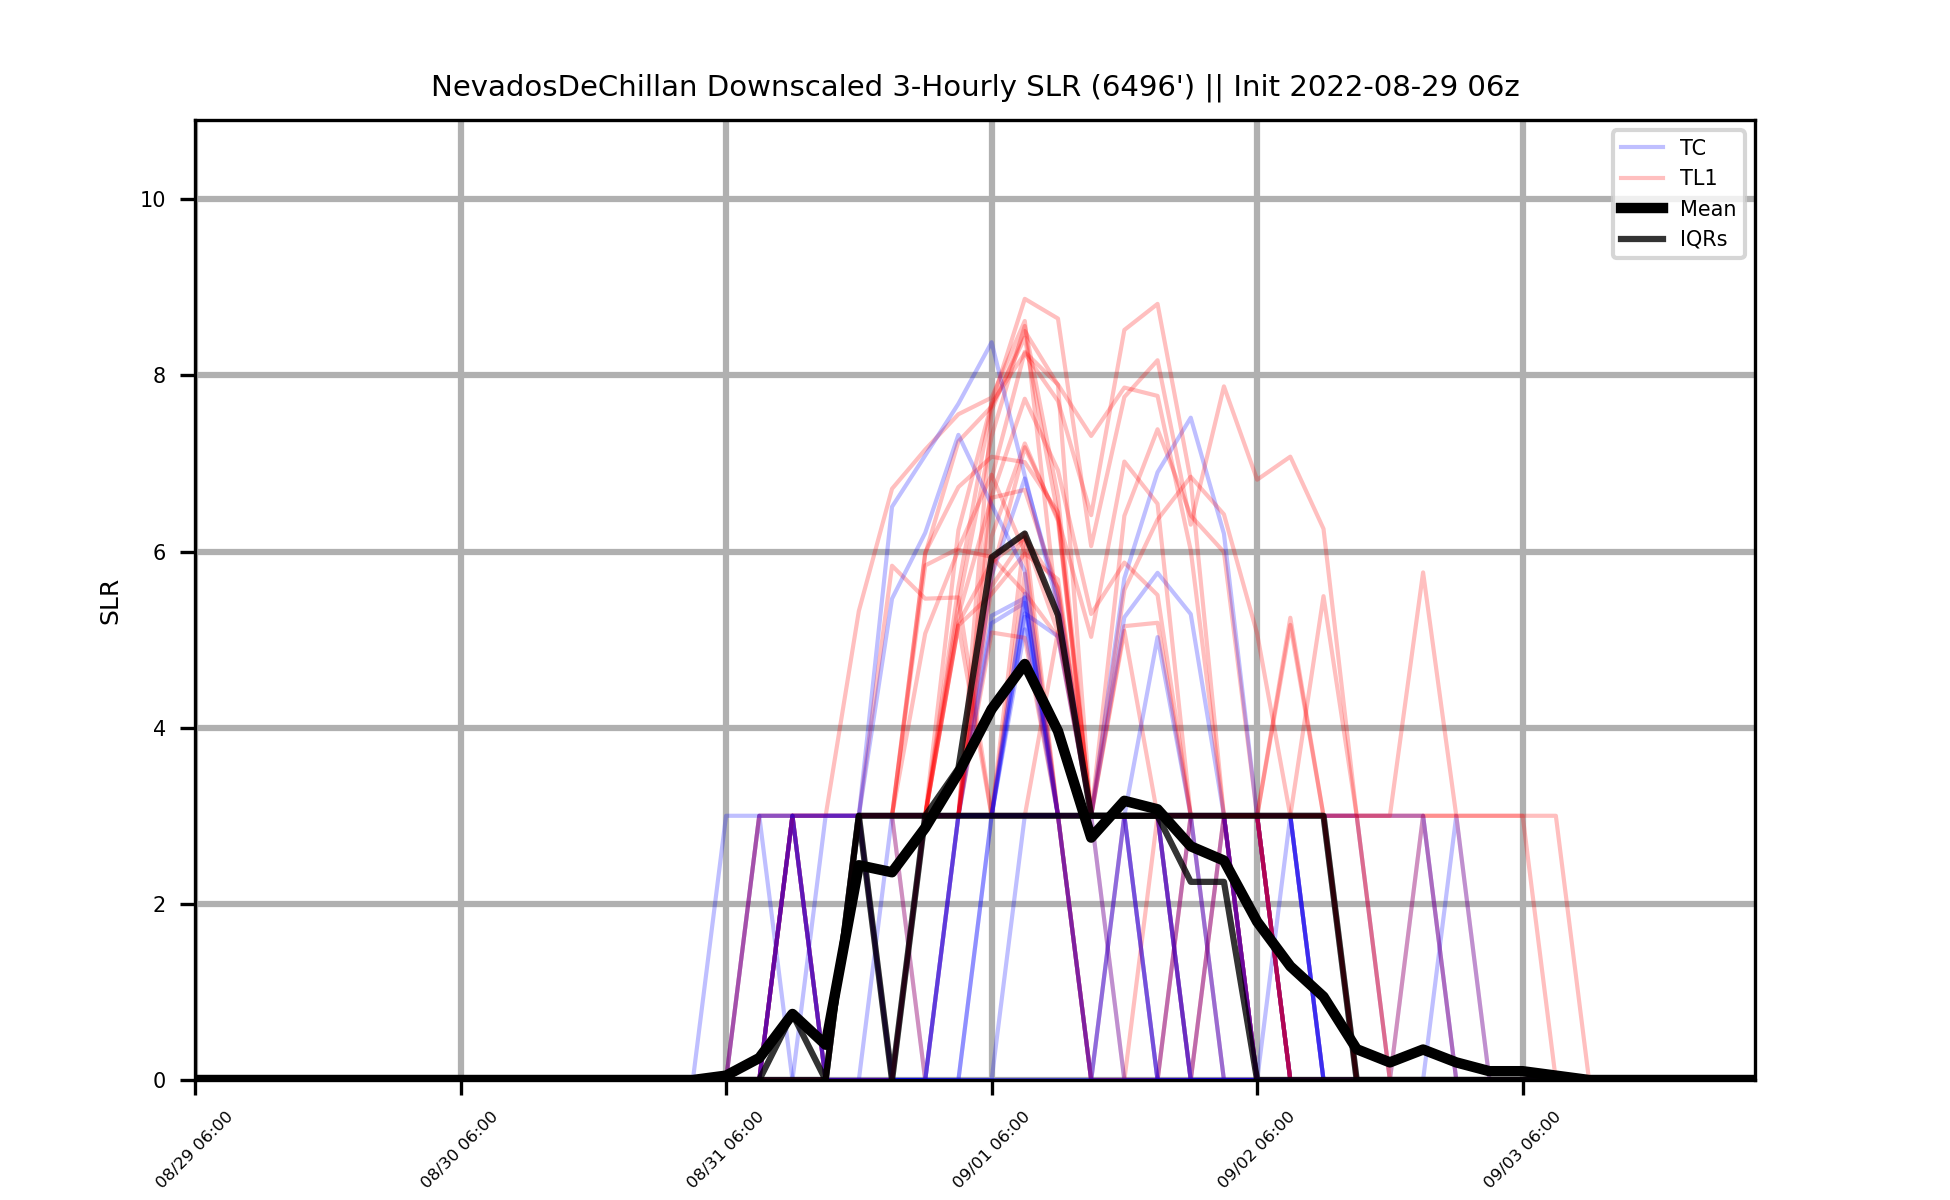 NevadosDeChillan Downscaled 3-Hourly SLR (6496') || Init 2022-08-29 06z
TC
TL1
Mean
IQRs
10
8
6
4
2
0
SLR
08/29 06:00
08/30 06:00
08/31 06:00
09/01 06:00
09/02 06:00
09/03 06:00